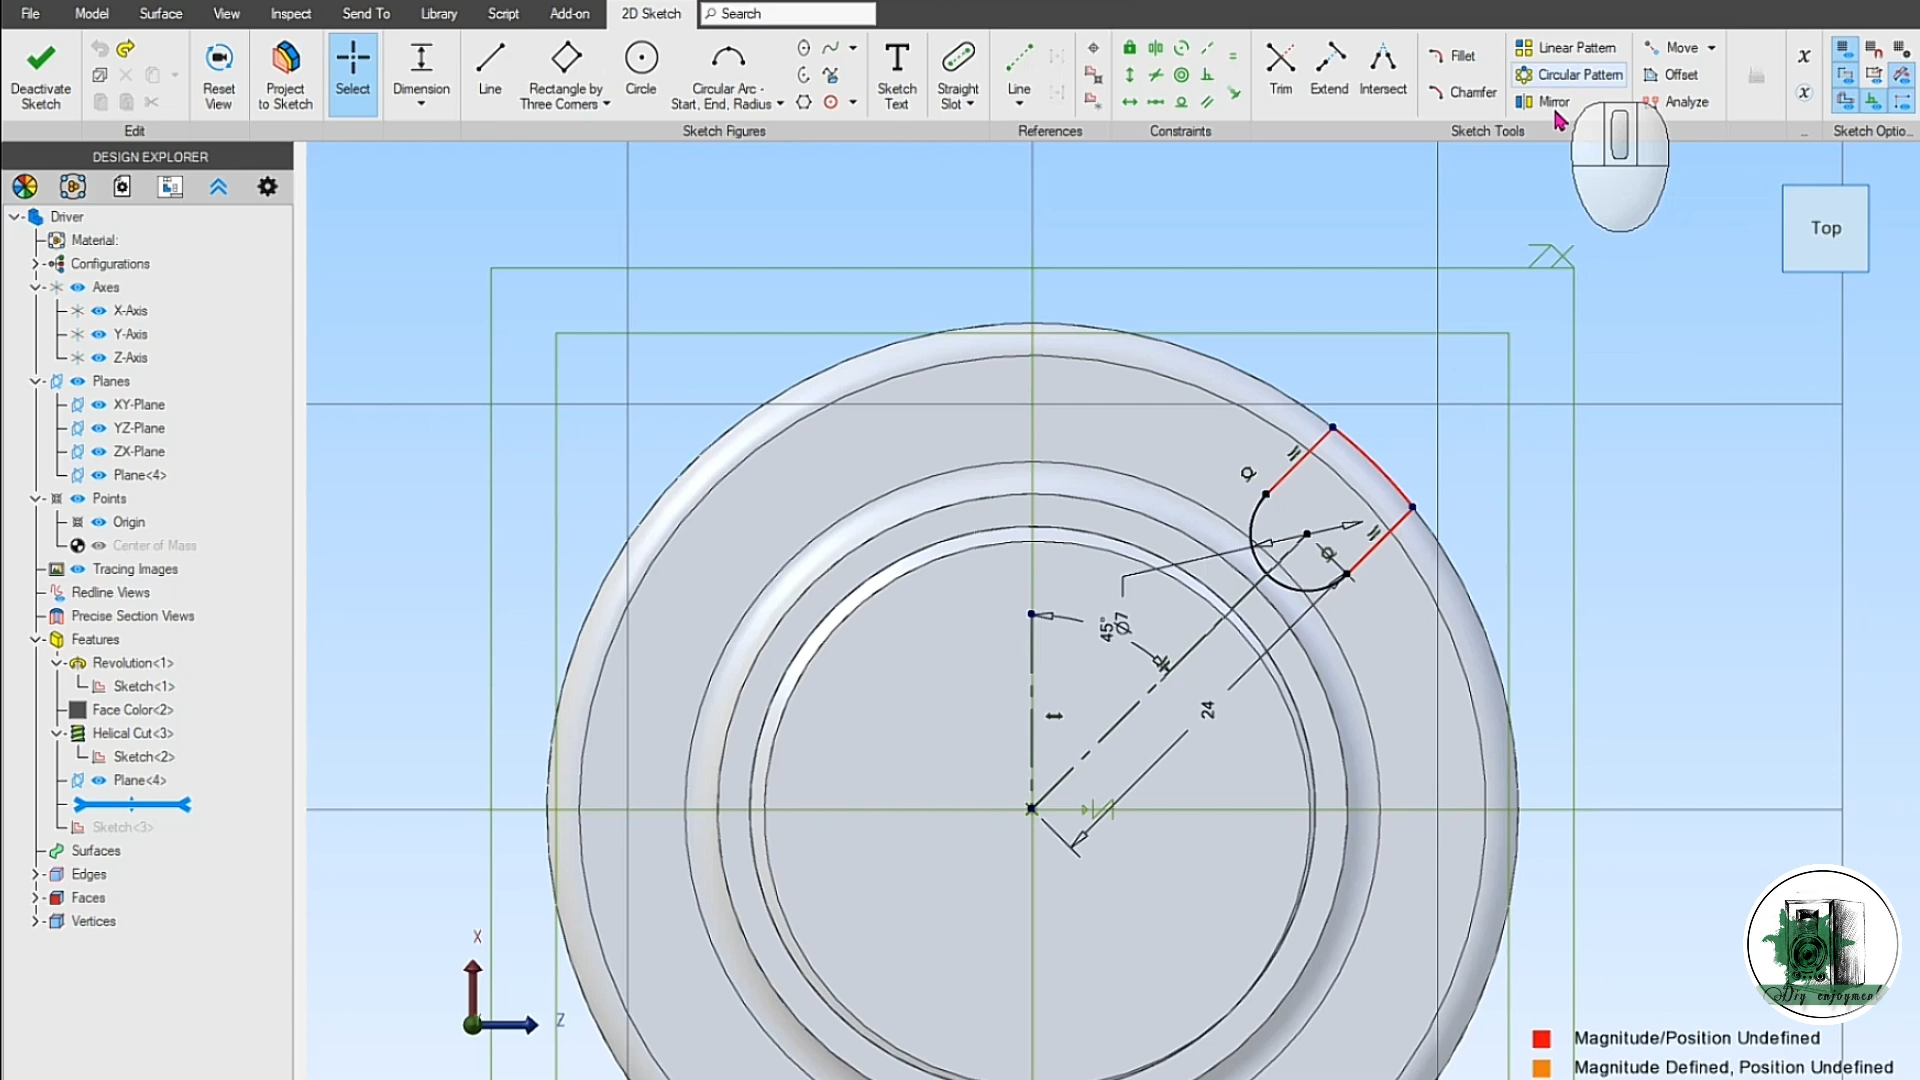 File Model Surface View Inspect Send To Library Script Add-on 2D Sketch Search
Deactivate Sketch
Reset View
Project to Sketch
Select
Dimension
Line
Rectangle by Three Corners
Circle
Circular Arc - Start, End, Radius
Sketch Text
Straight Slot
Line
Trim
Extend
Intersect
Fillet
Chamfer
Linear Pattern
Circular Pattern
Mirror
Move
Offset
Analyze
Edit
Sketch Figures
References
Constraints
Sketch Tools
...
Sketch Optio...
DESIGN EXPLORER
Driver
Material:
Configurations
Axes
X-Axis
Y-Axis
Z-Axis
Planes
XY-Plane
YZ-Plane
ZX-Plane
Plane<4>
Points
Origin
Center of Mass
Tracing Images
Redline Views
Precise Section Views
Features
Revolution<1>
Sketch<1>
Face Color<2>
Helical Cut<3>
Sketch<2>
Plane<4>
Sketch<3>
Surfaces
Edges
Faces
Vertices
Top
ZX
45°
Ø7
24
X
Z
Diy enjoyment
Magnitude/Position Undefined
Magnitude Defined, Position Undefined